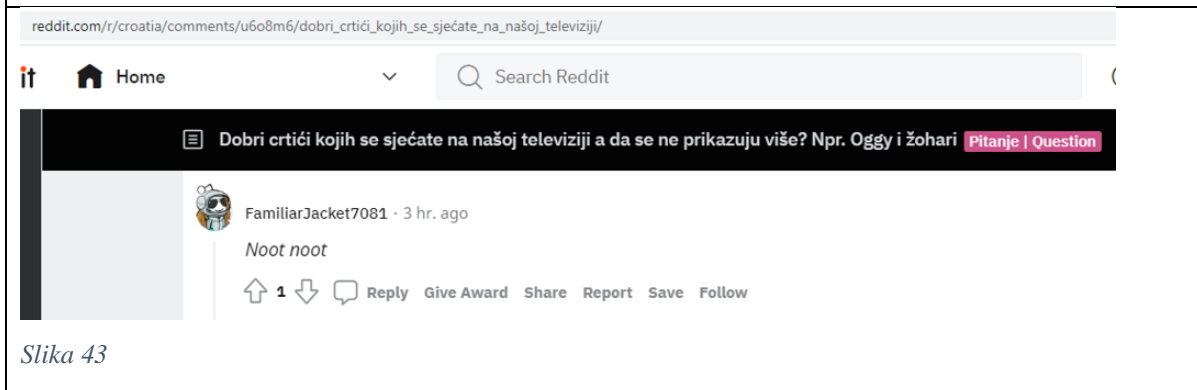 reddit.com/r/croatia/comments/u6o8m6/dobri_crtići_kojih_se_sjećate_na_našoj_televiziji/
it Home Search Reddit
Dobri crtići kojih se sjećate na našoj televiziji a da se ne prikazuju više? Npr. Oggy i žohari Pitanje | Question
FamiliarJacket7081 · 3 hr. ago
Noot noot
1 Reply Give Award Share Report Save Follow
Slika 43